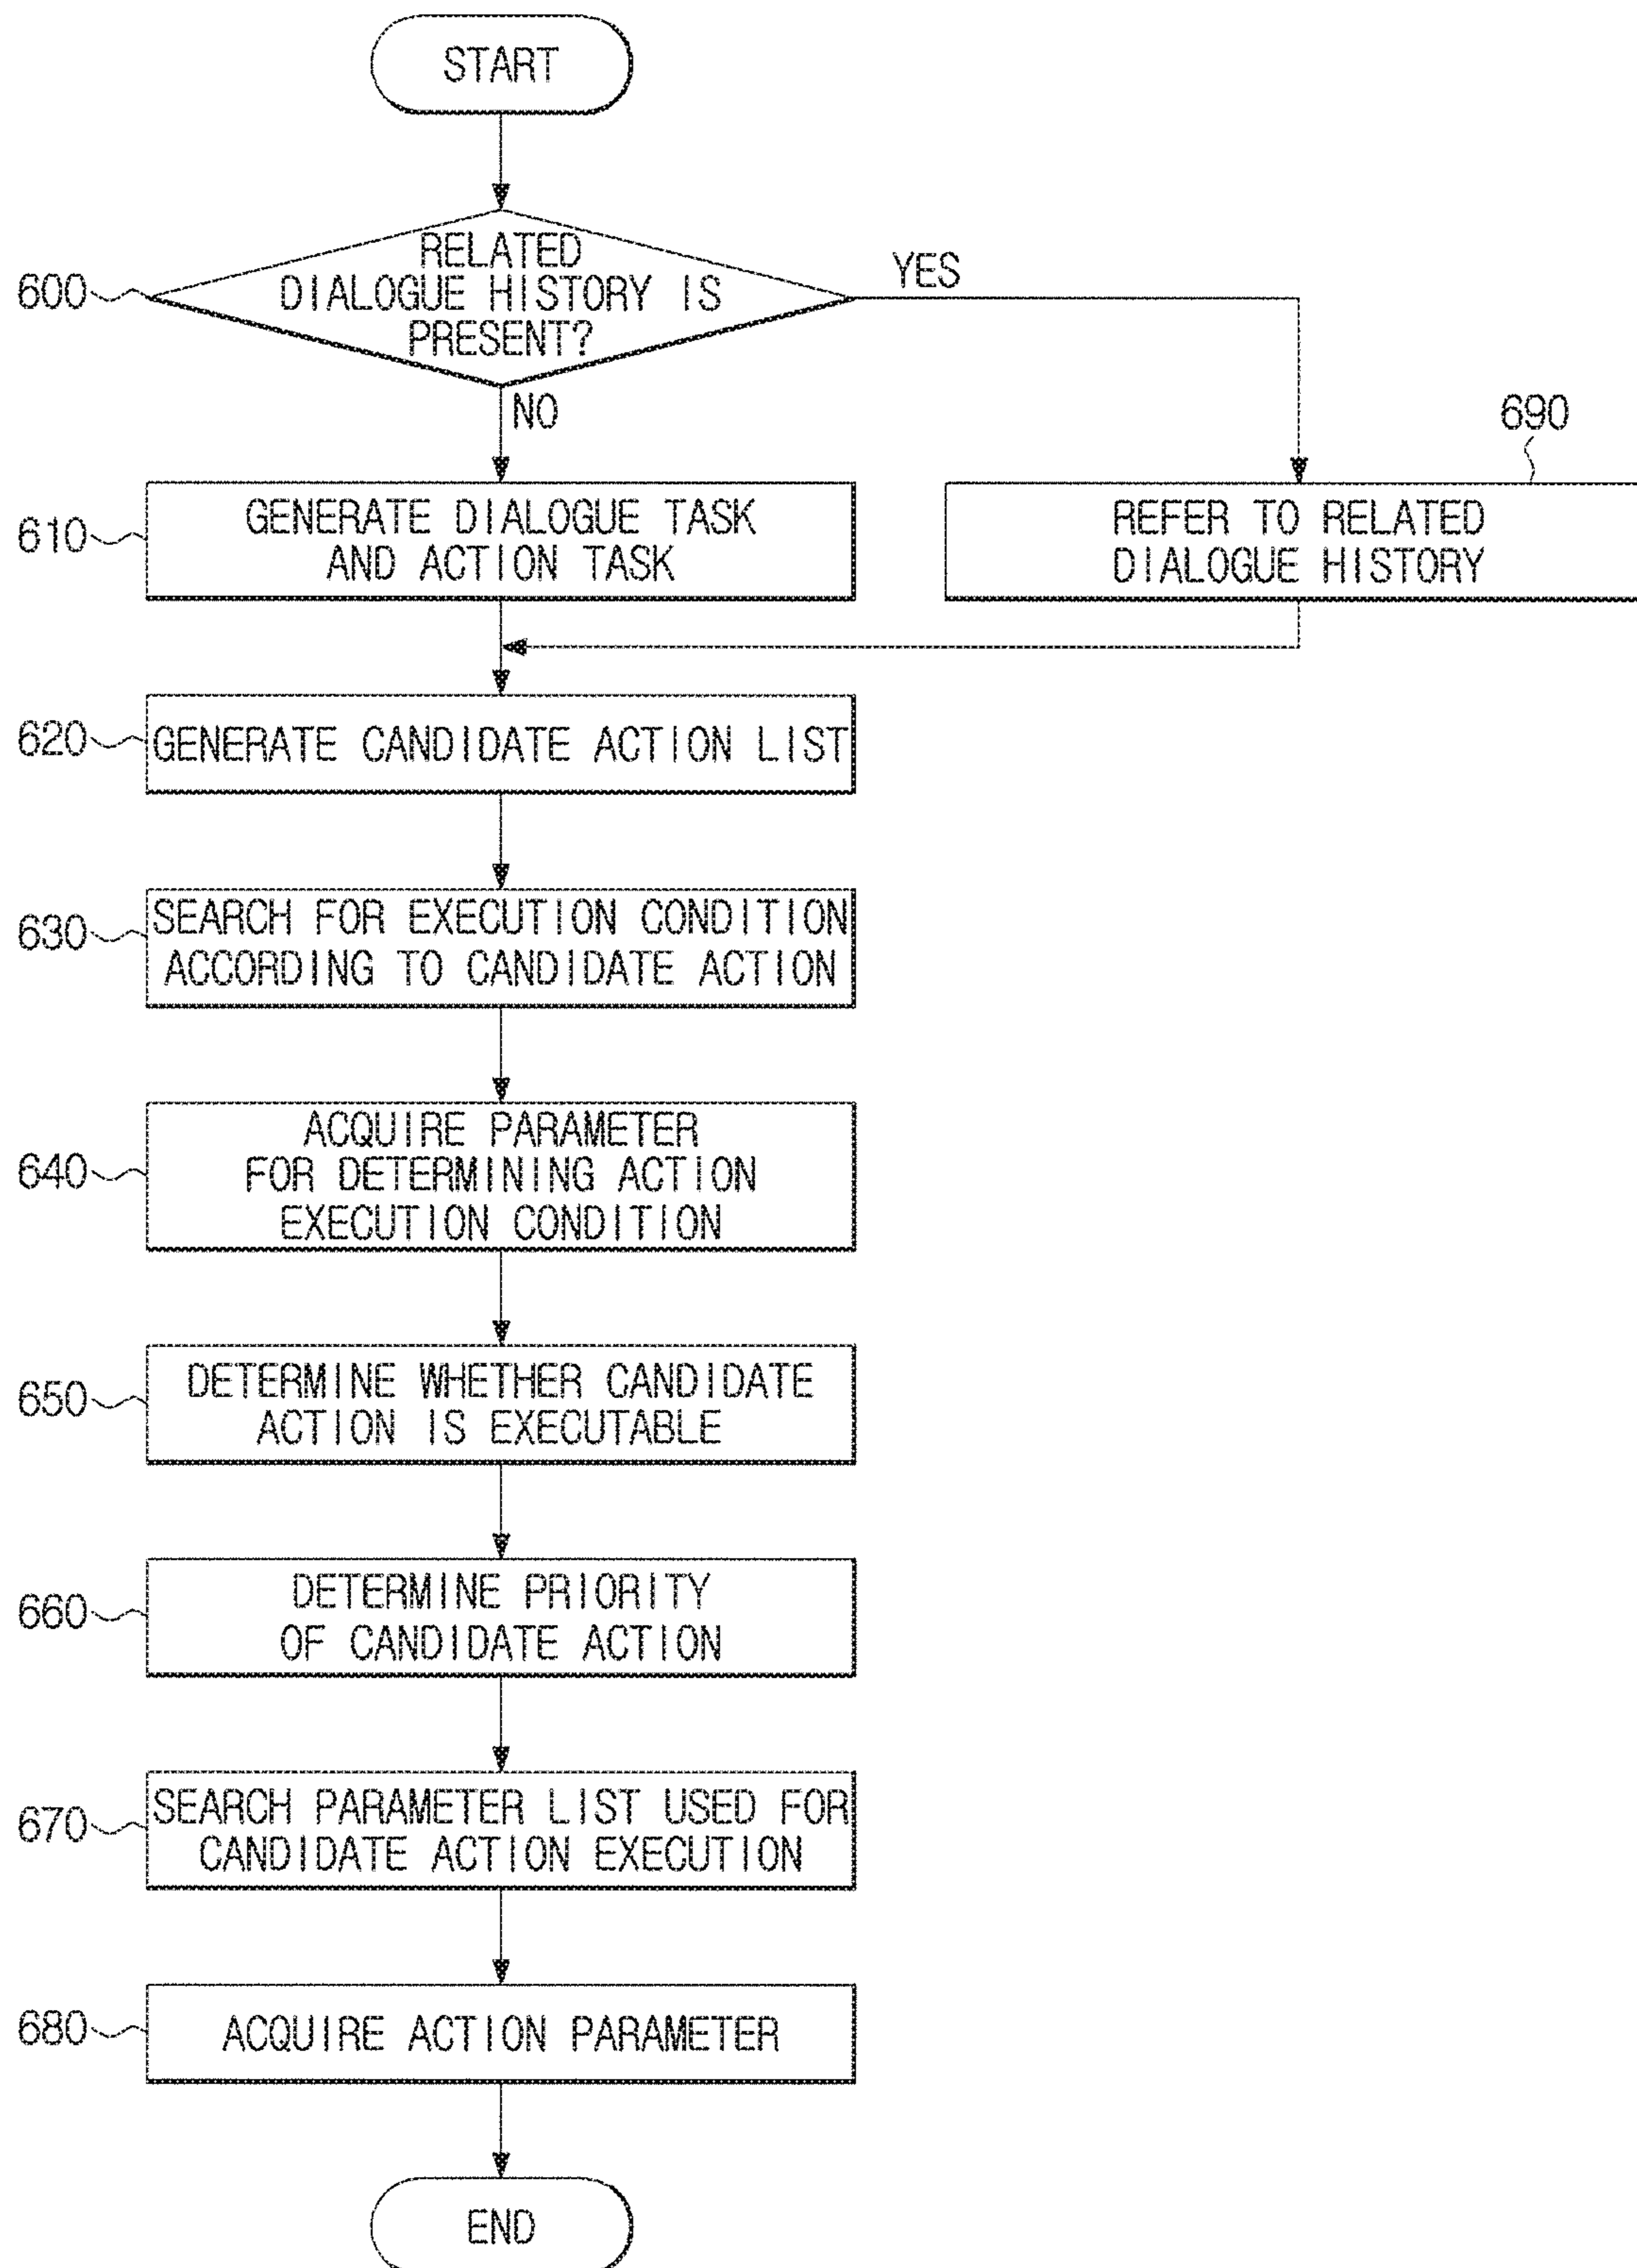 START
600
RELATED
DIALOGUE HISTORY IS
PRESENT?
YES
NO
690
610
GENERATE DIALOGUE TASK
AND ACTION TASK
REFER TO RELATED
DIALOGUE HISTORY
620
GENERATE CANDIDATE ACTION LIST
630
SEARCH FOR EXECUTION CONDITION
ACCORDING TO CANDIDATE ACTION
640
ACQUIRE PARAMETER
FOR DETERMINING ACTION
EXECUTION CONDITION
650
DETERMINE WHETHER CANDIDATE
ACTION IS EXECUTABLE
660
DETERMINE PRIORITY
OF CANDIDATE ACTION
670
SEARCH PARAMETER LIST USED FOR
CANDIDATE ACTION EXECUTION
680
ACQUIRE ACTION PARAMETER
END